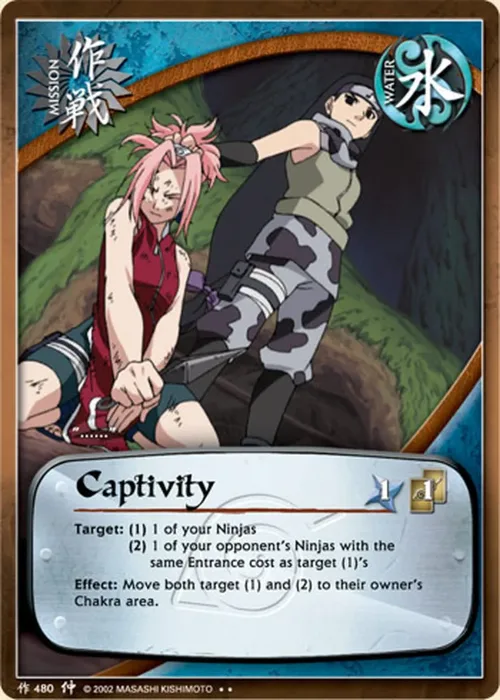 MISSION
作戦
WATER
水
Captivity
1
1
Target: (1) 1 of your Ninjas
(2) 1 of your opponent's Ninjas with the
same Entrance cost as target (1)'s
Effect: Move both target (1) and (2) to their owner's
Chakra area.
作 480 仲 © 2002 MASASHI KISHIMOTO